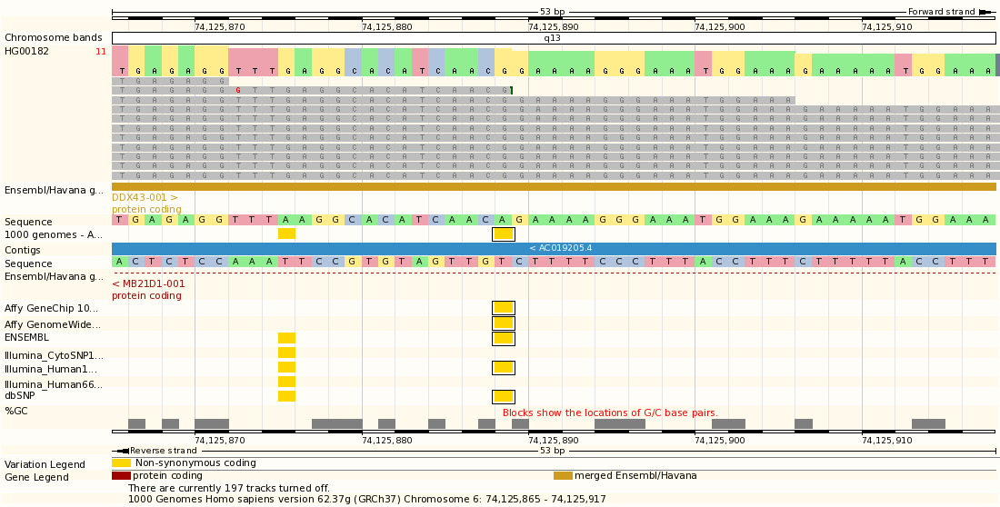 53 bp
Forward strand
74,125,870 74,125,880 74,125,890 74,125,900 74,125,910
Chromosome bands q13
HG00182 11
T G A G A G G T T T G A G G C A C A T C A A C G G A A A A G G G A A A T G G A A A G A A A A A T G G A A A
T G A G A G G
T G A G A G G G T T G A G G C A C A T C A A C G
T G A G A G G T T T G A G G C A C A T C A A C G G A A A A G G G A A A T G G A A A
T G A G A G G T T T G A G G C A C A T C A A C G G A A A A G G G A A A T G G A A A G A A A A A T G G A A A
T G A G A G G T T T G A G G C A C A T C A A C G G A A A A G G G A A A T G G A A A G A A A A A T G G A A A
T G A G A G G T T T G A G G C A C A T C A A C G G A A A A G G G A A A T G G A A A G A A A A A T G G A A A
T G A G A G G T T T G A G G C A C A T C A A C G G A A A A G G G A A A T G G A A A G A A A A A T G G A A A
T G A G A G G T T T G A G G C A C A T C A A C G G A A A A G G G A A A T G G A A A G A A A A A T G G A A A
T G A G A G G T T T G A G G C A C A T C A A C G G A A A A G G G A A A T G G A A A G A A A A A T G G A A A
T G A G A G G T T T G A G G C A C A T C A A C G G A A A A G G G A A A T G G A A A G A A A A A T G G A A A
T G A G A G G T T T G A G G C A C A T C A A C G G A A A A G G G A A A T G G A A A G A A A A A T G G A A A
Ensembl/Havana g...
DDX43-001 >
protein coding
Sequence T G A G A G G T T T A A G G C A C A T C A A C A G A A A A G G G A A A T G G A A A G A A A A A T G G A A A
1000 genomes - A...
Contigs < AC019205.4
Sequence A C T C T C C A A A T T C C G T G T A G T T G T C T T T T C C C T T T A C C T T T C T T T T T A C C T T T
Ensembl/Havana g...
< MB21D1-001
protein coding
Affy GeneChip 10...
Affy GenomeWide...
ENSEMBL
Illumina_CytoSNP1...
Illumina_Human1...
Illumina_Human66...
dbSNP
%GC Blocks show the locations of G/C base pairs.
74,125,870 74,125,880 74,125,890 74,125,900 74,125,910
Reverse strand 53 bp
Variation Legend Non-synonymous coding
Gene Legend protein coding merged Ensembl/Havana
There are currently 197 tracks turned off.
1000 Genomes Homo sapiens version 62.37g (GRCh37) Chromosome 6: 74,125,865 - 74,125,917